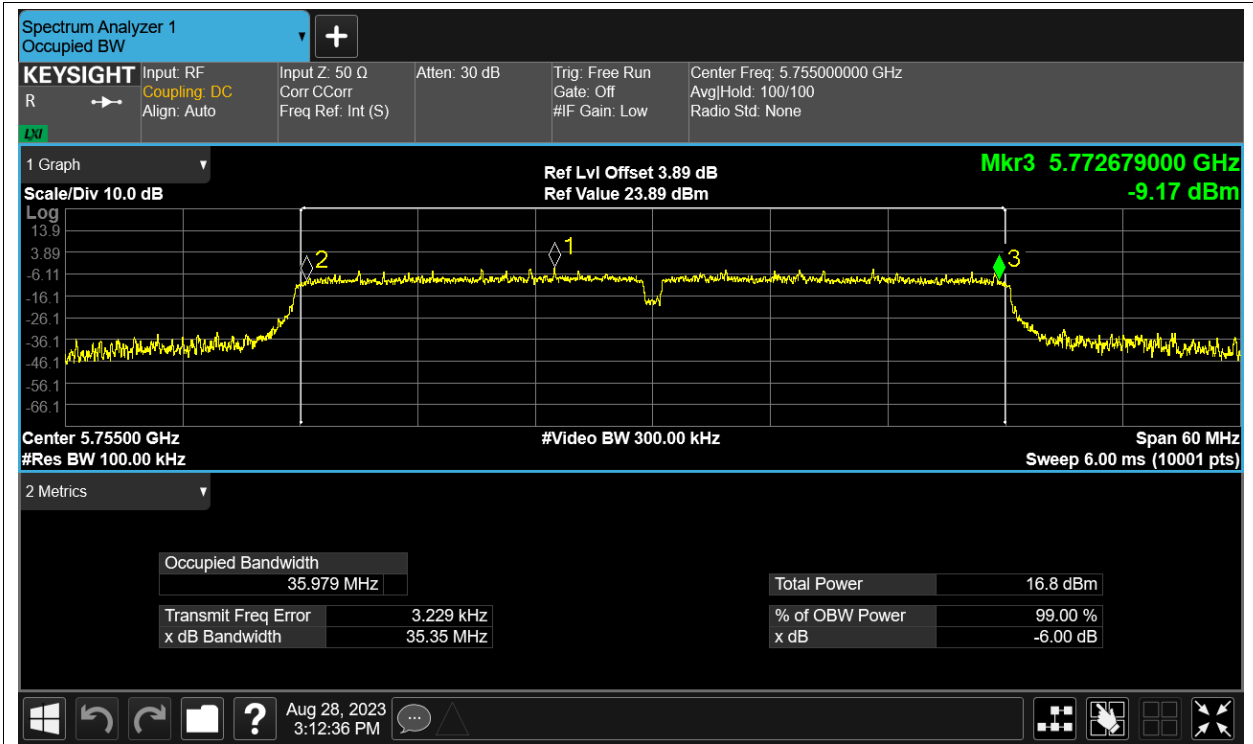 Spectrum Analyzer 1
Occupied BW
KEYSIGHT
R
LXI
Input: RF
Coupling: DC
Align: Auto
Input Z: 50 Ω
Corr CCorr
Freq Ref: Int (S)
Atten: 30 dB
Trig: Free Run
Gate: Off
#IF Gain: Low
Center Freq: 5.755000000 GHz
Avg|Hold: 100/100
Radio Std: None
1 Graph
Scale/Div 10.0 dB
Ref Lvl Offset 3.89 dB
Ref Value 23.89 dBm
Mkr3 5.772679000 GHz
-9.17 dBm
Log
13.9
3.89
-6.11
-16.1
-26.1
-36.1
-46.1
-56.1
-66.1
2
1
3
Center 5.75500 GHz
#Res BW 100.00 kHz
#Video BW 300.00 kHz
Span 60 MHz
Sweep 6.00 ms (10001 pts)
2 Metrics
Occupied Bandwidth
35.979 MHz
Transmit Freq Error 3.229 kHz
x dB Bandwidth 35.35 MHz
Total Power 16.8 dBm
% of OBW Power 99.00 %
x dB -6.00 dB
?
Aug 28, 2023
3:12:36 PM